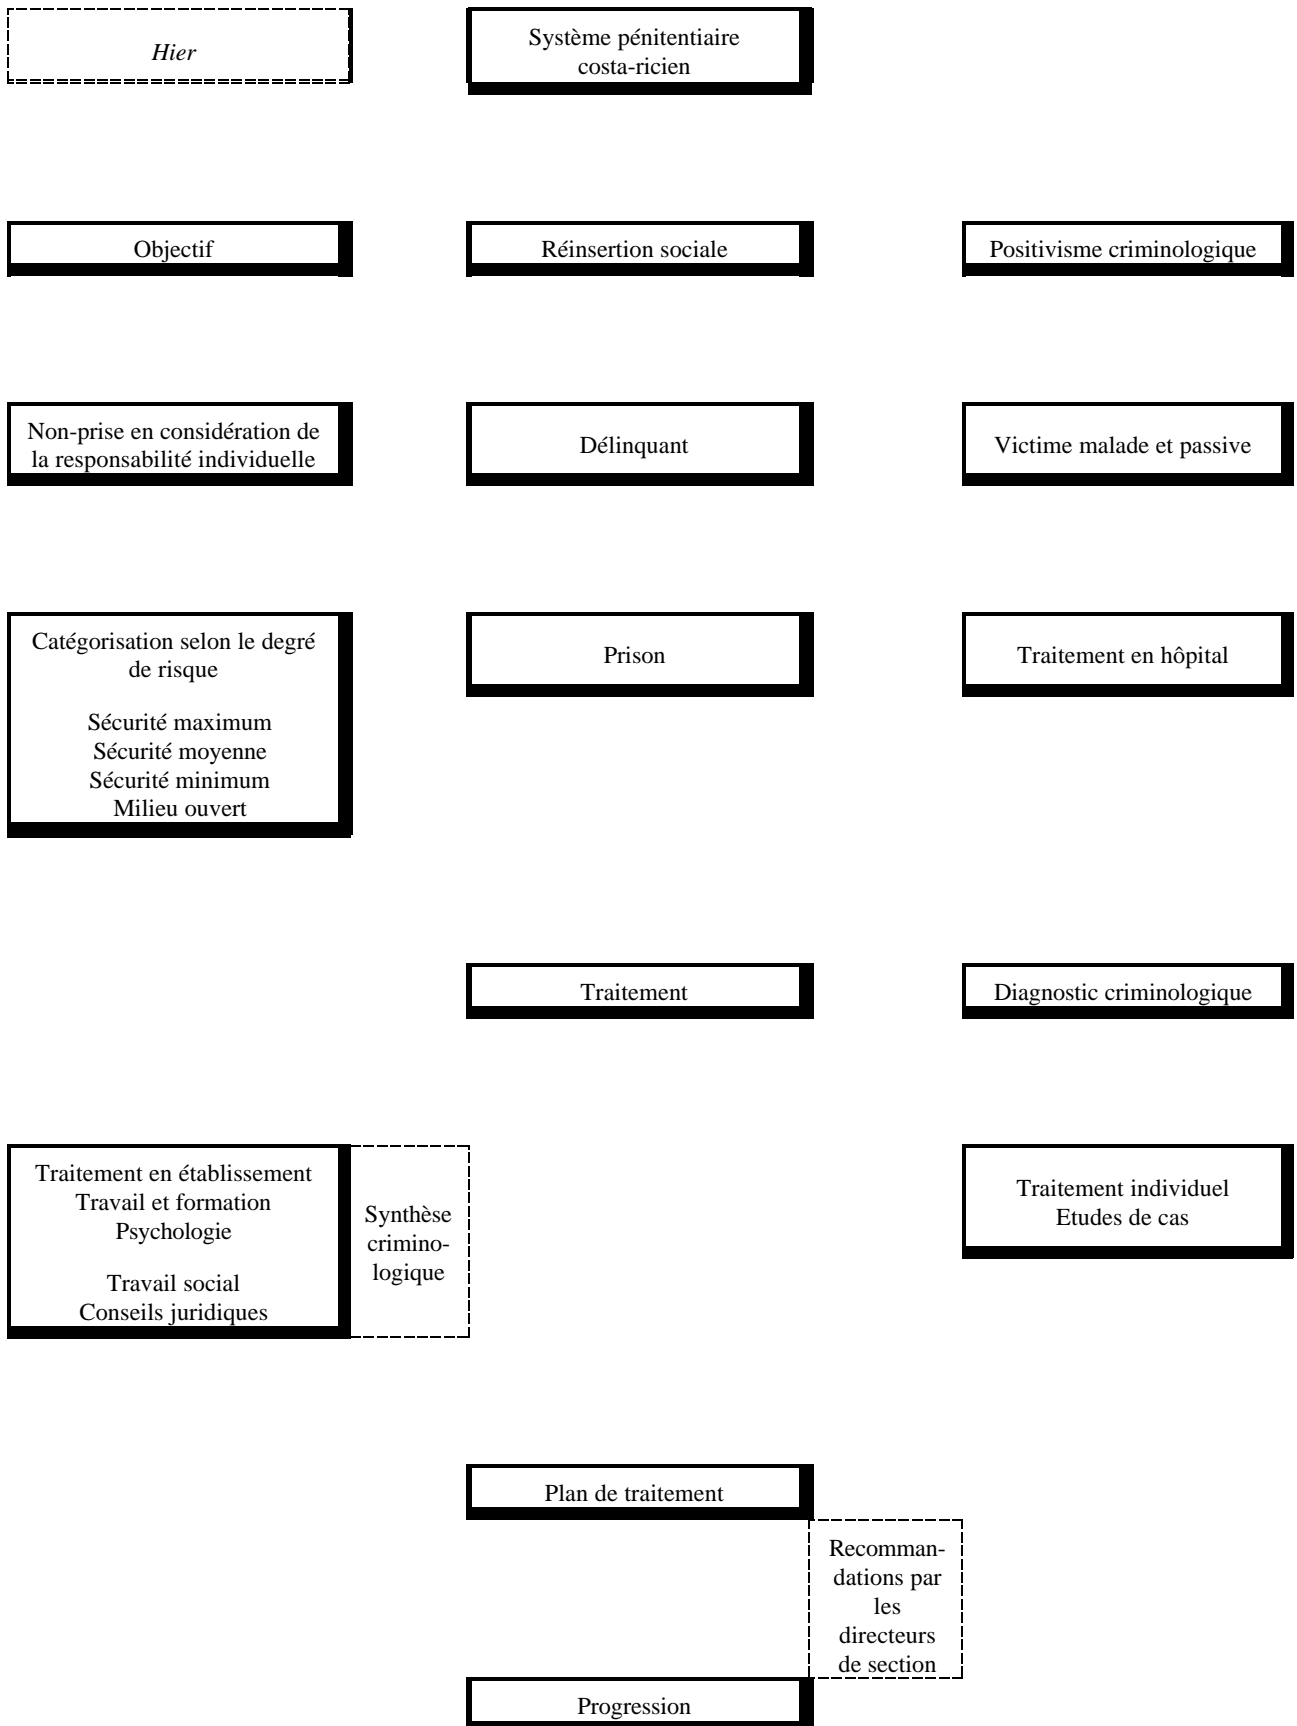 Hier
Système pénitentiaire
costa-ricien
Objectif
Réinsertion sociale
Positivisme criminologique
Non-prise en considération de
la responsabilité individuelle
Délinquant
Victime malade et passive
Catégorisation selon le degré
de risque
Sécurité maximum
Sécurité moyenne
Sécurité minimum
Milieu ouvert
Prison
Traitement en hôpital
Traitement
Diagnostic criminologique
Traitement en établissement
Travail et formation
Psychologie
Travail social
Conseils juridiques
Synthèse
crimino-
logique
Traitement individuel
Etudes de cas
Plan de traitement
Recomman-
dations par
les
directeurs
de section
Progression